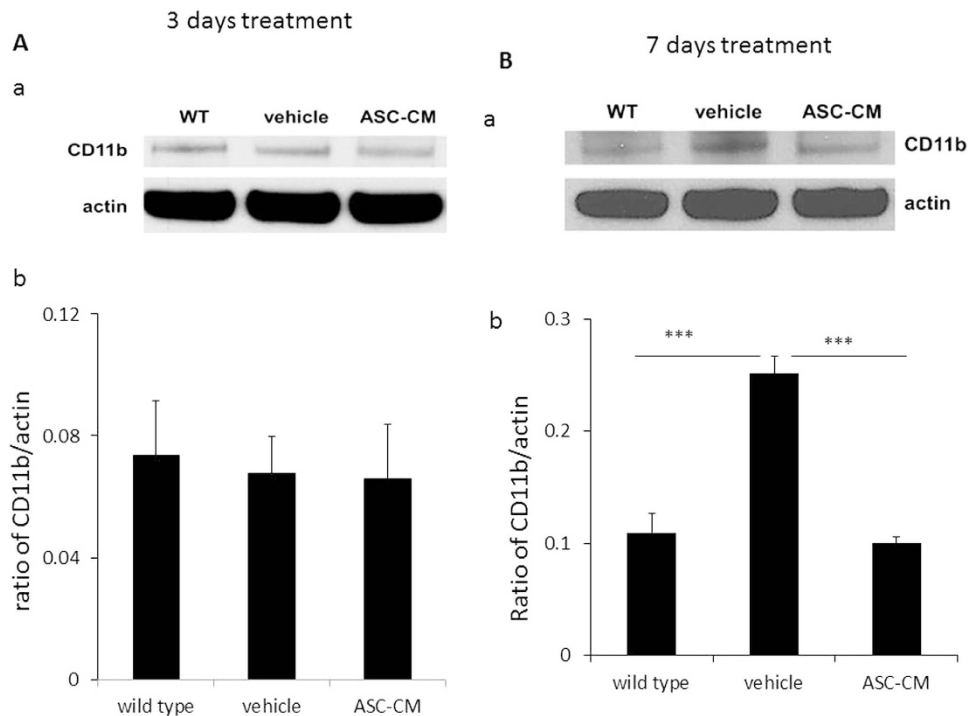 3 days treatment
A
a
WT vehicle ASC-CM
CD11b
actin
b
ratio of CD11b/actin
0.12
0.08
0.04
0
wild type vehicle ASC-CM
7 days treatment
B
a
WT vehicle ASC-CM
CD11b
actin
b
Ratio of CD11b/actin
0.3
0.2
0.1
0
*** ***
wild type vehicle ASC-CM